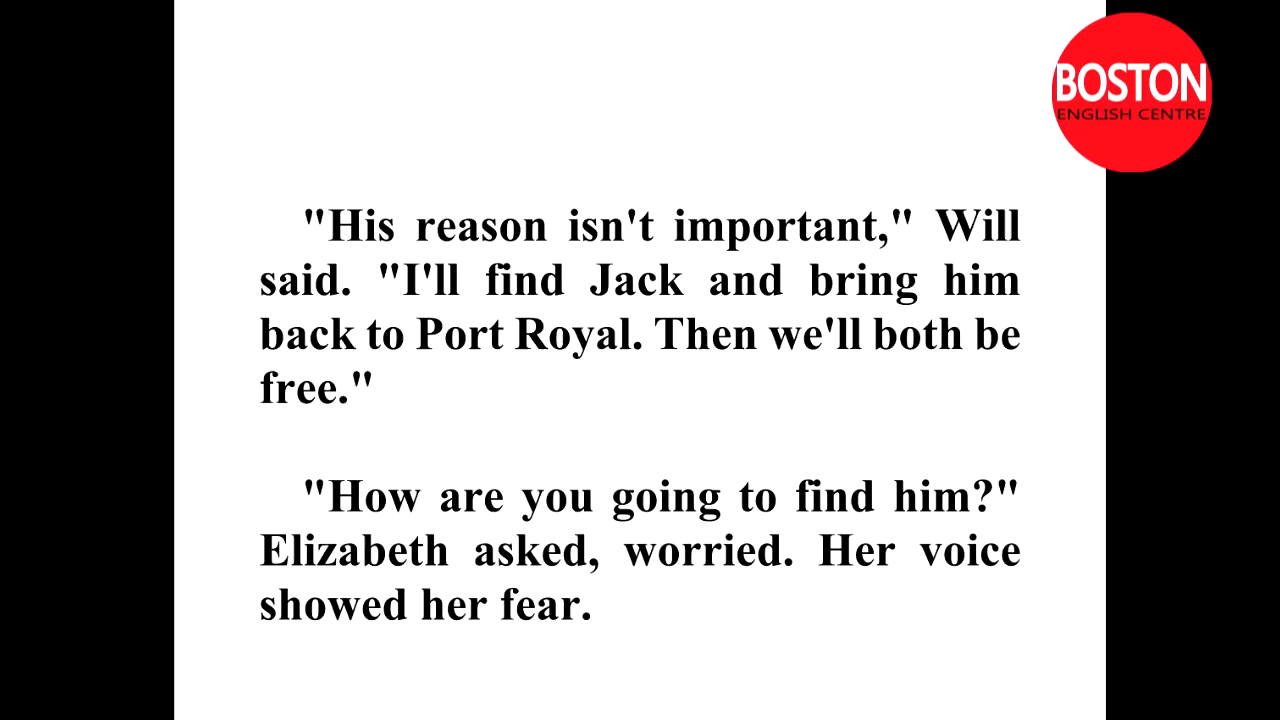 BOSTON
ENGLISH CENTRE
"His reason isn't important," Will
said. "I'll find Jack and bring him
back to Port Royal. Then we'll both be
free."
"How are you going to find him?"
Elizabeth asked, worried. Her voice
showed her fear.